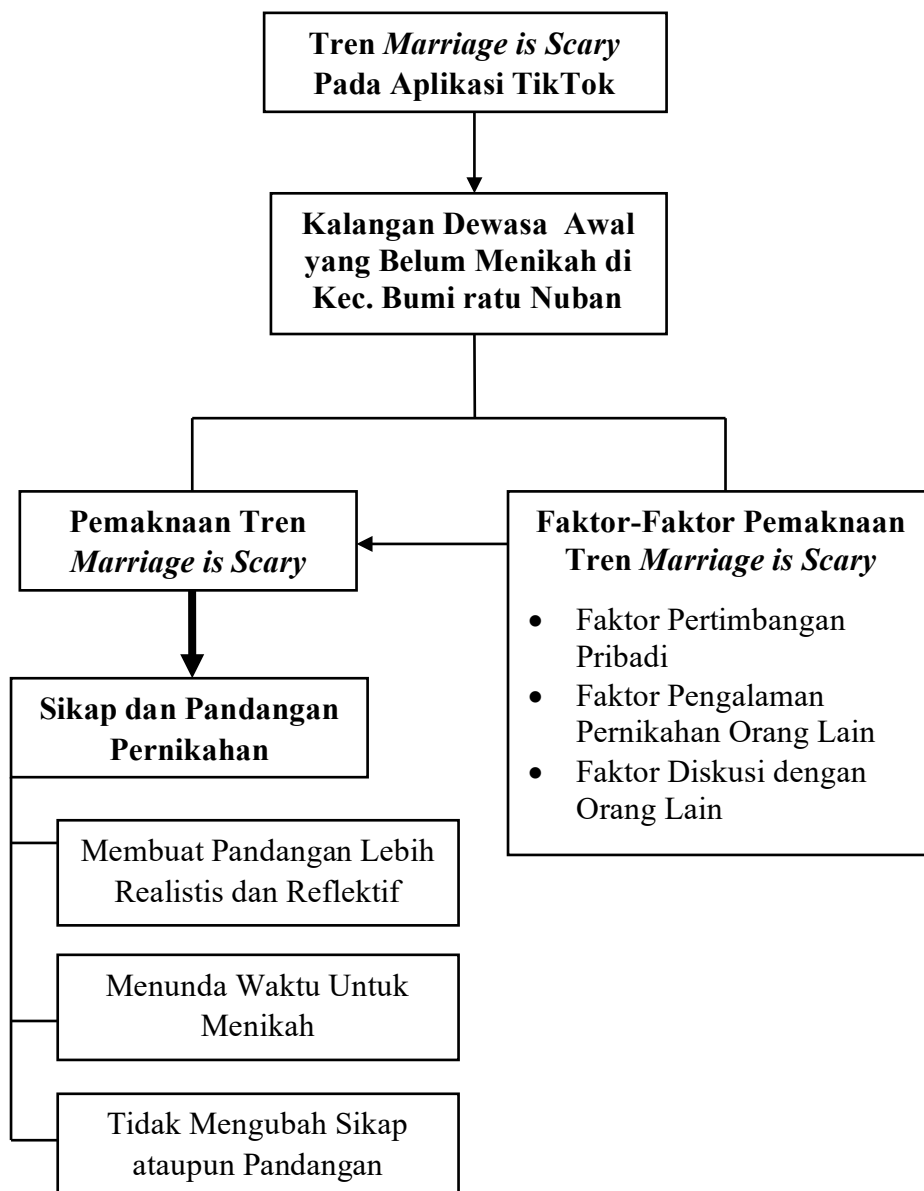 Tren Marriage is Scary
Pada Aplikasi TikTok
Kalangan Dewasa Awal
yang Belum Menikah di
Kec. Bumi ratu Nuban
Pemaknaan Tren
Marriage is Scary
Faktor-Faktor Pemaknaan
Tren Marriage is Scary
• Faktor Pertimbangan
Pribadi
• Faktor Pengalaman
Pernikahan Orang Lain
• Faktor Diskusi dengan
Orang Lain
Sikap dan Pandangan
Pernikahan
Membuat Pandangan Lebih
Realistis dan Reflektif
Menunda Waktu Untuk
Menikah
Tidak Mengubah Sikap
ataupun Pandangan